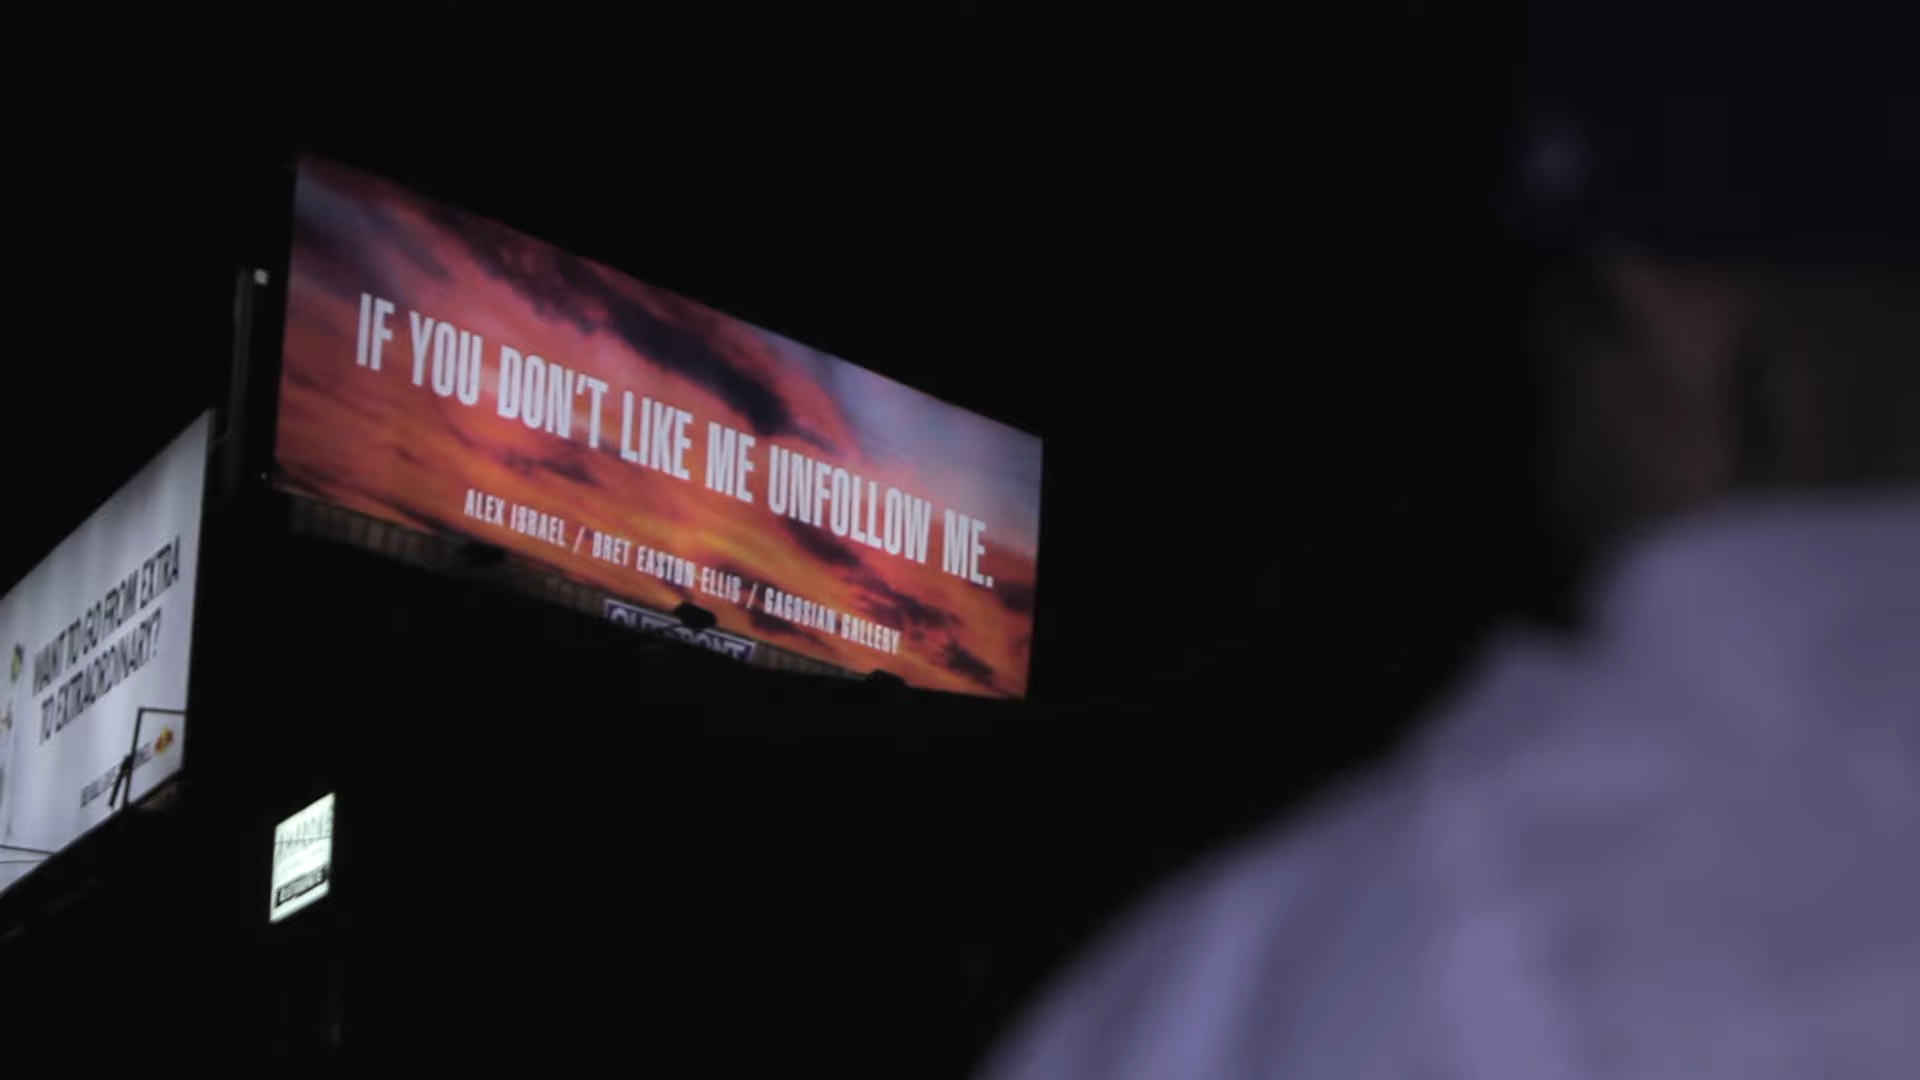 IF YOU DON'T LIKE ME UNFOLLOW ME.
ALEX ISRAEL / BRET EASTON ELLIS / GAGOSIAN GALLERY
OUTFRONT
WANT TO GO FROM EXTRA
TO EXTRAORDINARY?